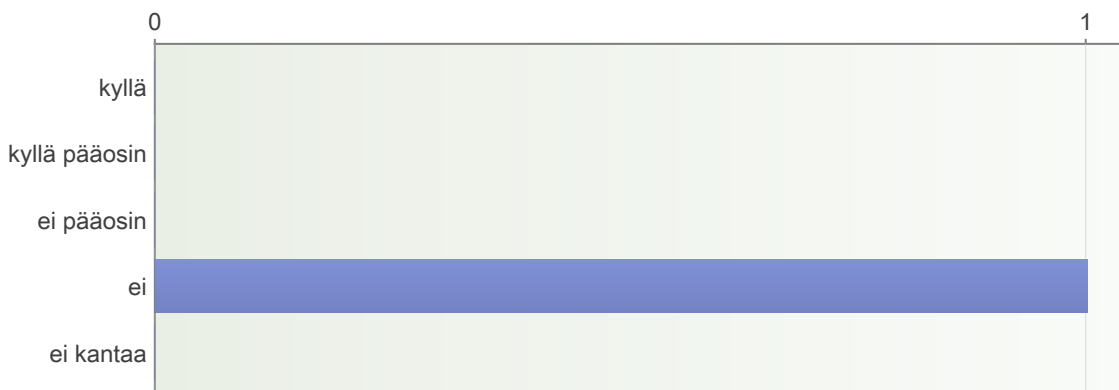 0 1
kyllä
kyllä pääosin
ei pääosin
ei
ei kantaa